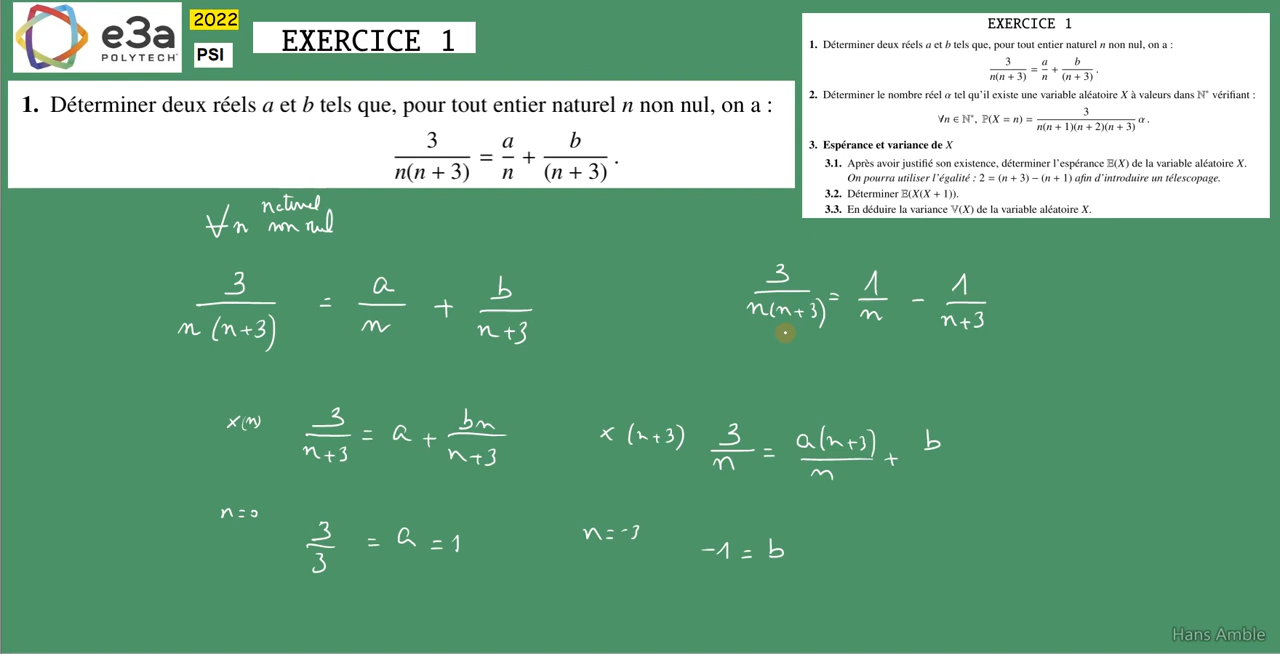 e3a
POLYTECH
2022
PSI
EXERCICE 1
1. Déterminer deux réels a et b tels que, pour tout entier naturel n non nul, on a :
3/(n(n + 3)) = a/n + b/((n + 3)) .
EXERCICE 1
1. Déterminer deux réels a et b tels que, pour tout entier naturel n non nul, on a :
3/(n(n + 3)) = a/n + b/((n + 3)) .
2. Déterminer le nombre réel α tel qu'il existe une variable aléatoire X à valeurs dans ℕ* vérifiant :
∀n ∈ ℕ*, ℙ(X = n) = 3/(n(n + 1)(n + 2)(n + 3)) α .
3. Espérance et variance de X
3.1. Après avoir justifié son existence, déterminer l'espérance 𝔼(X) de la variable aléatoire X.
On pourra utiliser l'égalité : 2 = (n + 3) − (n + 1) afin d'introduire un télescopage.
3.2. Déterminer 𝔼(X(X + 1)).
3.3. En déduire la variance 𝕍(X) de la variable aléatoire X.
∀n naturel non nul
3/(n(n+3)) = a/n + b/(n+3)
3/(n(n+3)) = 1/n − 1/(n+3)
×(n) 3/(n+3) = a + bn/(n+3)
×(n+3) 3/n = a(n+3)/n + b
n=0 3/3 = a = 1
n=-3 -1 = b
Hans Amble